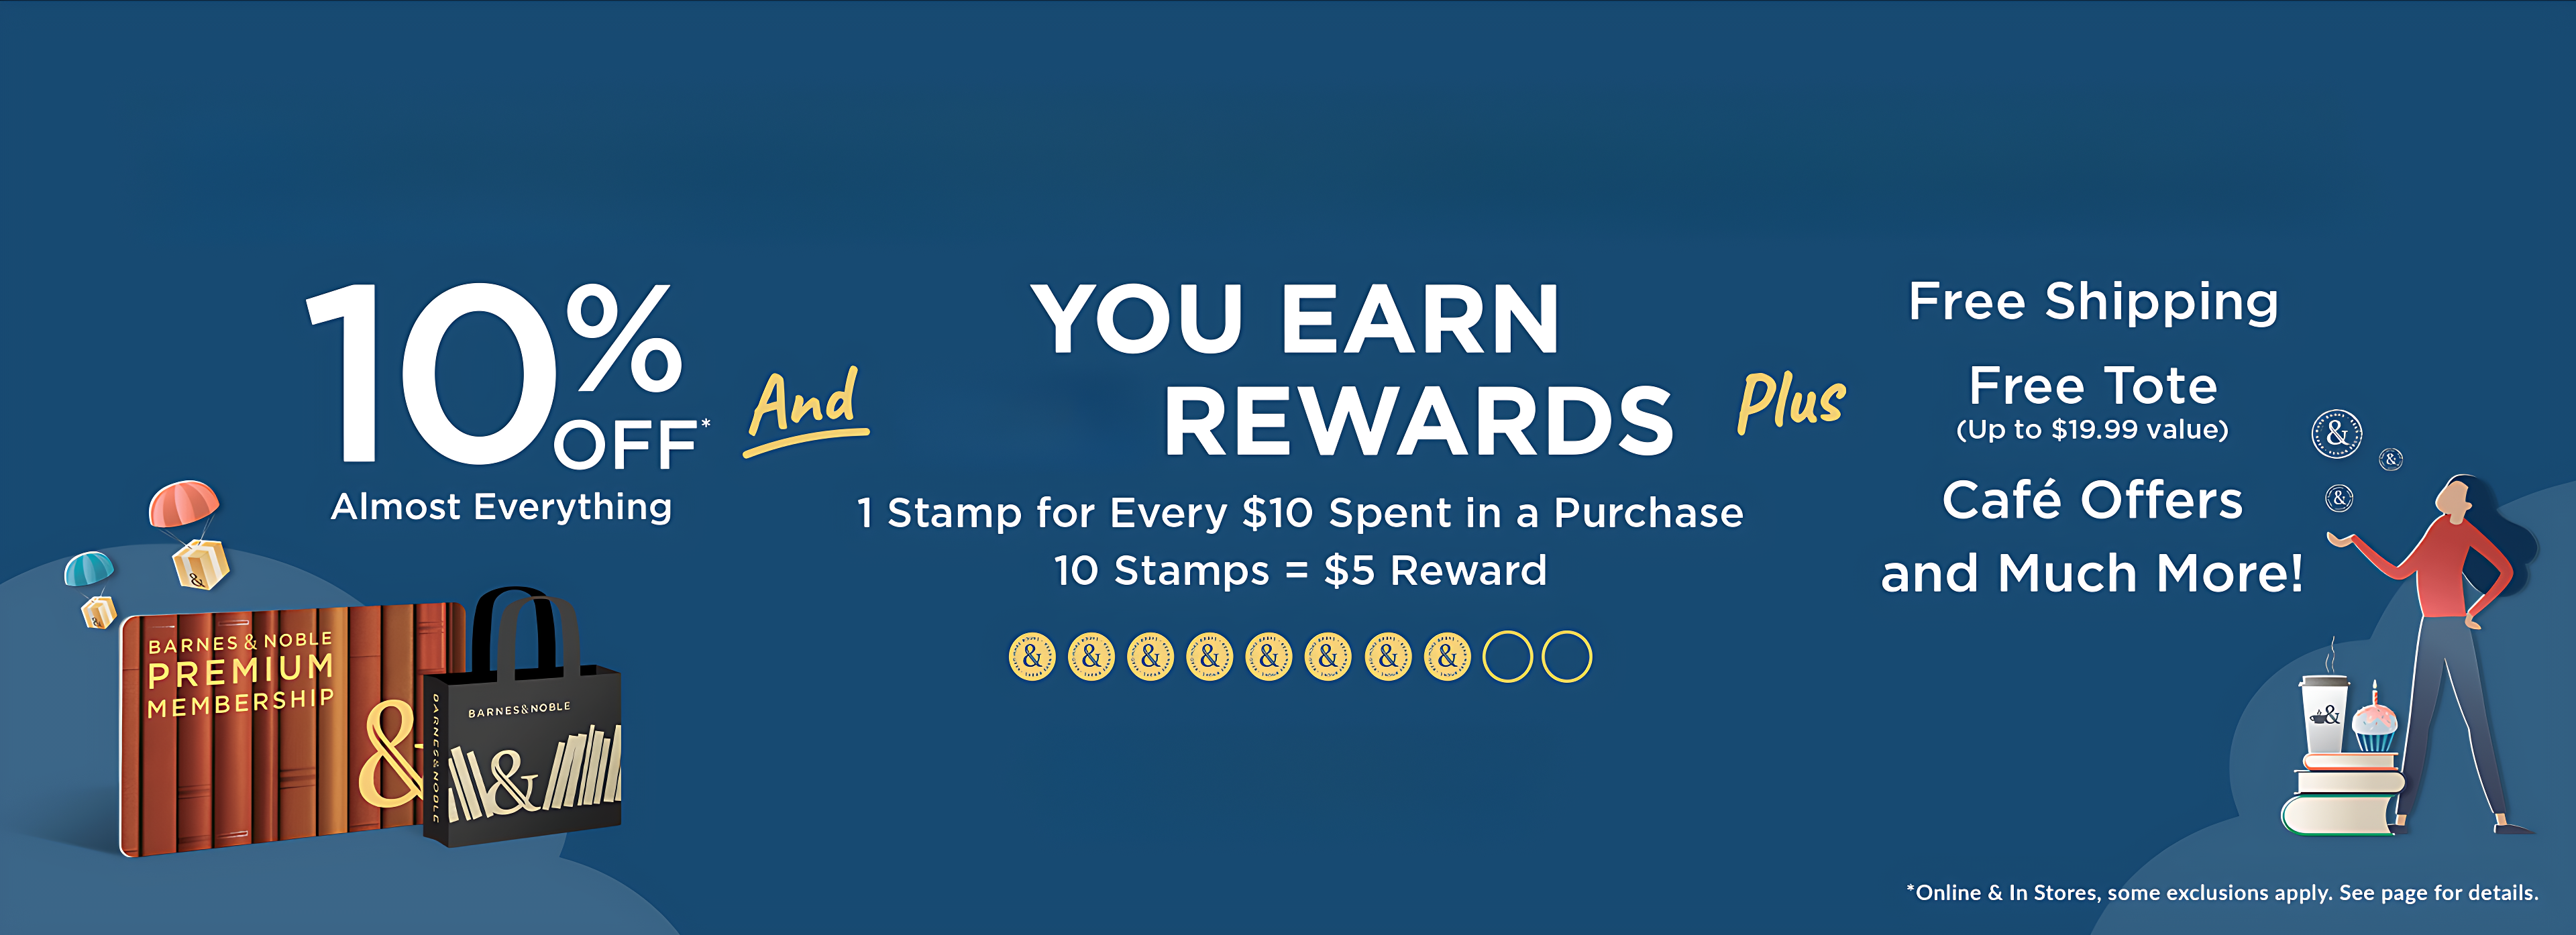 10%
OFF*
Almost Everything
And
YOU EARN
REWARDS
1 Stamp for Every $10 Spent in a Purchase
10 Stamps = $5 Reward
Plus
Free Shipping
Free Tote
(Up to $19.99 value)
Café Offers
and Much More!
BARNES & NOBLE
PREMIUM
MEMBERSHIP
&
BARNES & NOBLE
BARNES&NOBLE
&
*Online & In Stores, some exclusions apply. See page for details.